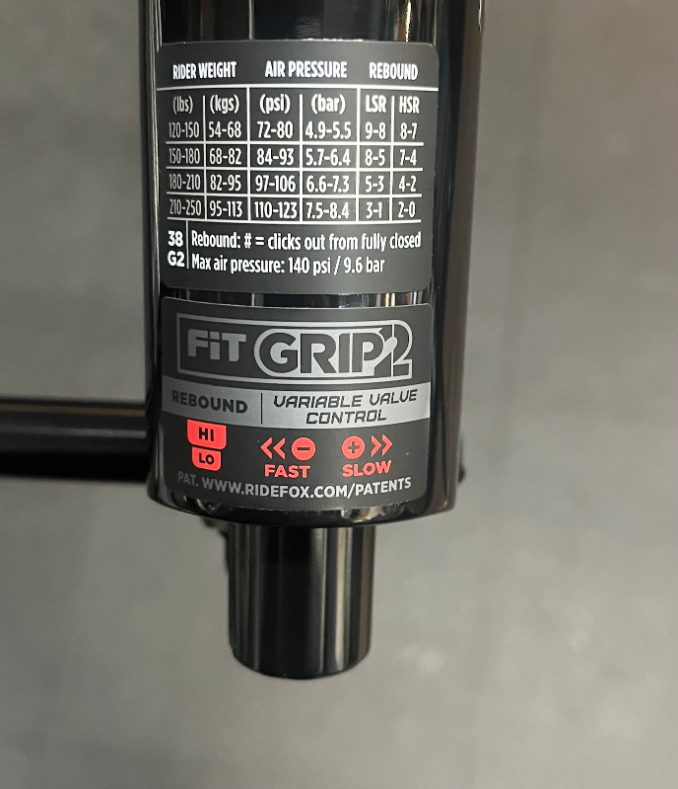 RIDER WEIGHT AIR PRESSURE REBOUND
(lbs) (kgs) (psi) (bar) LSR HSR
120-150 54-68 72-80 4.9-5.5 9-8 8-7
150-180 68-82 84-93 5.7-6.4 8-5 7-4
180-210 82-95 97-106 6.6-7.3 5-3 4-2
210-250 95-113 110-123 7.5-8.4 3-1 2-0
38 Rebound: # = clicks out from fully closed
G2 Max air pressure: 140 psi / 9.6 bar
FiT GRIP2
REBOUND VARIABLE VALVE
CONTROL
HI
LO
<< - + >>
FAST SLOW
PAT. WWW.RIDEFOX.COM/PATENTS